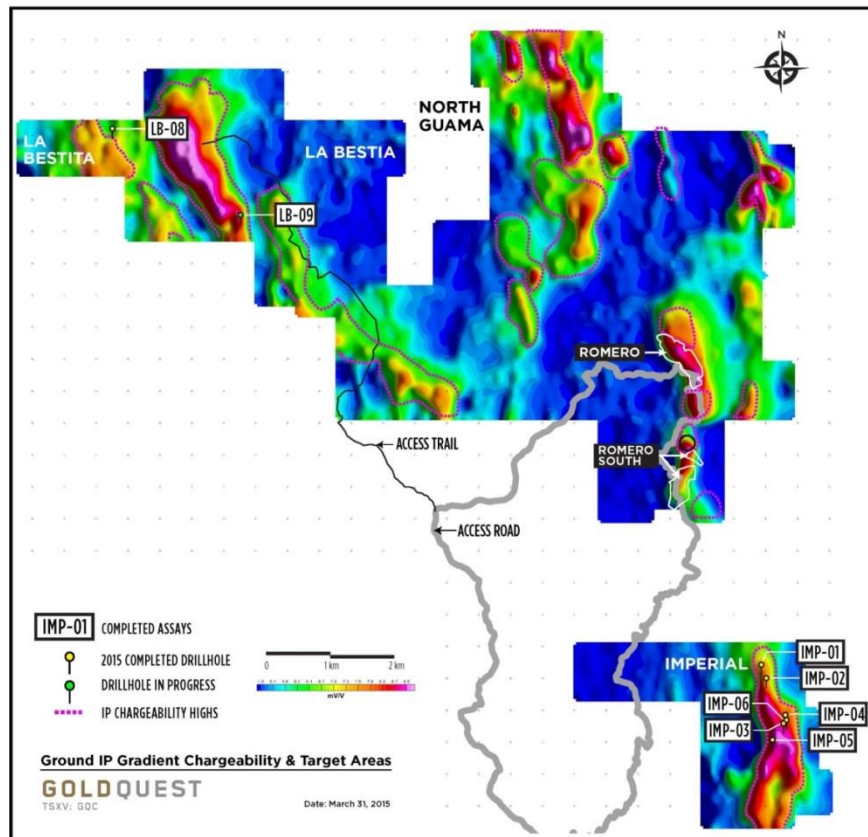 N
NORTH
GUAMA
LB-08
LA
BESTITA
LA BESTIA
LB-09
ROMERO
ROMERO
SOUTH
ACCESS TRAIL
ACCESS ROAD
IMP-01 COMPLETED ASSAYS
2015 COMPLETED DRILLHOLE
DRILLHOLE IN PROGRESS
IP CHARGEABILITY HIGHS
0 1 km 2 km
mV/V
IMPERIAL
IMP-01
IMP-02
IMP-06
IMP-04
IMP-03
IMP-05
Ground IP Gradient Chargeability & Target Areas
GOLDQUEST
TSXV: GQC
Date: March 31, 2015